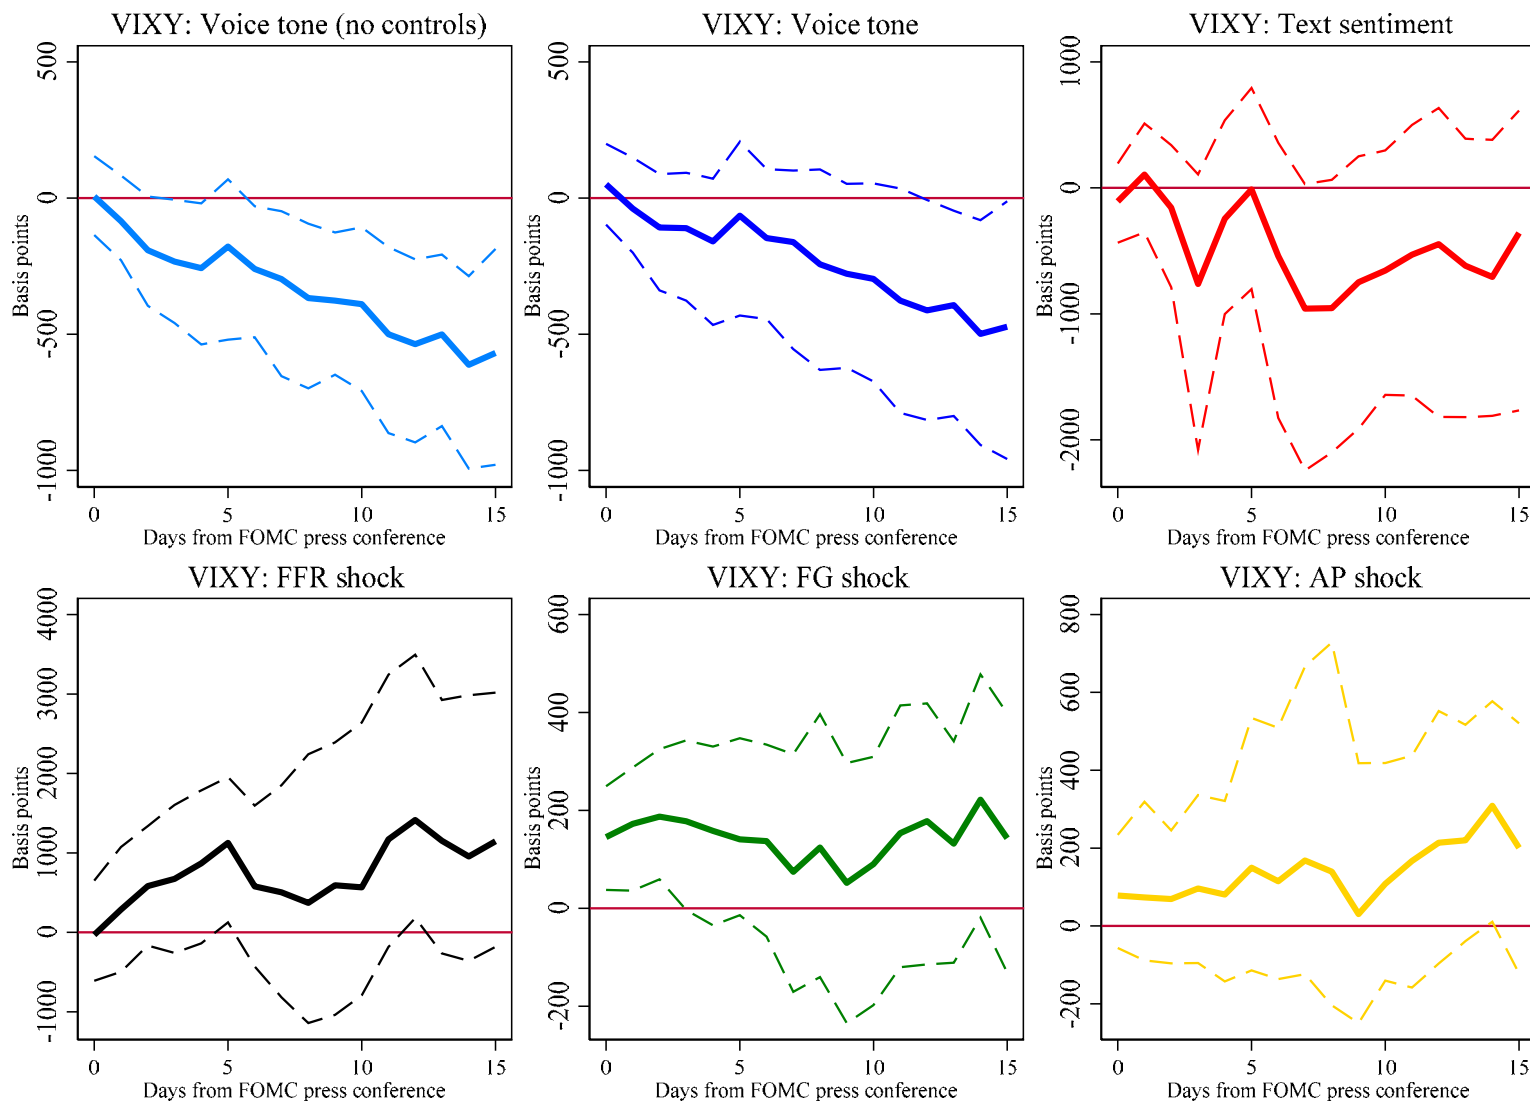 VIXY: Voice tone (no controls)
500
0
-500
-1000
Basis points
0 5 10 15
Days from FOMC press conference
VIXY: Voice tone
500
0
-500
-1000
Basis points
0 5 10 15
Days from FOMC press conference
VIXY: Text sentiment
1000
0
-1000
-2000
Basis points
0 5 10 15
Days from FOMC press conference
VIXY: FFR shock
4000
3000
2000
1000
0
-1000
Basis points
0 5 10 15
Days from FOMC press conference
VIXY: FG shock
600
400
200
0
-200
Basis points
0 5 10 15
Days from FOMC press conference
VIXY: AP shock
800
600
400
200
0
-200
Basis points
0 5 10 15
Days from FOMC press conference